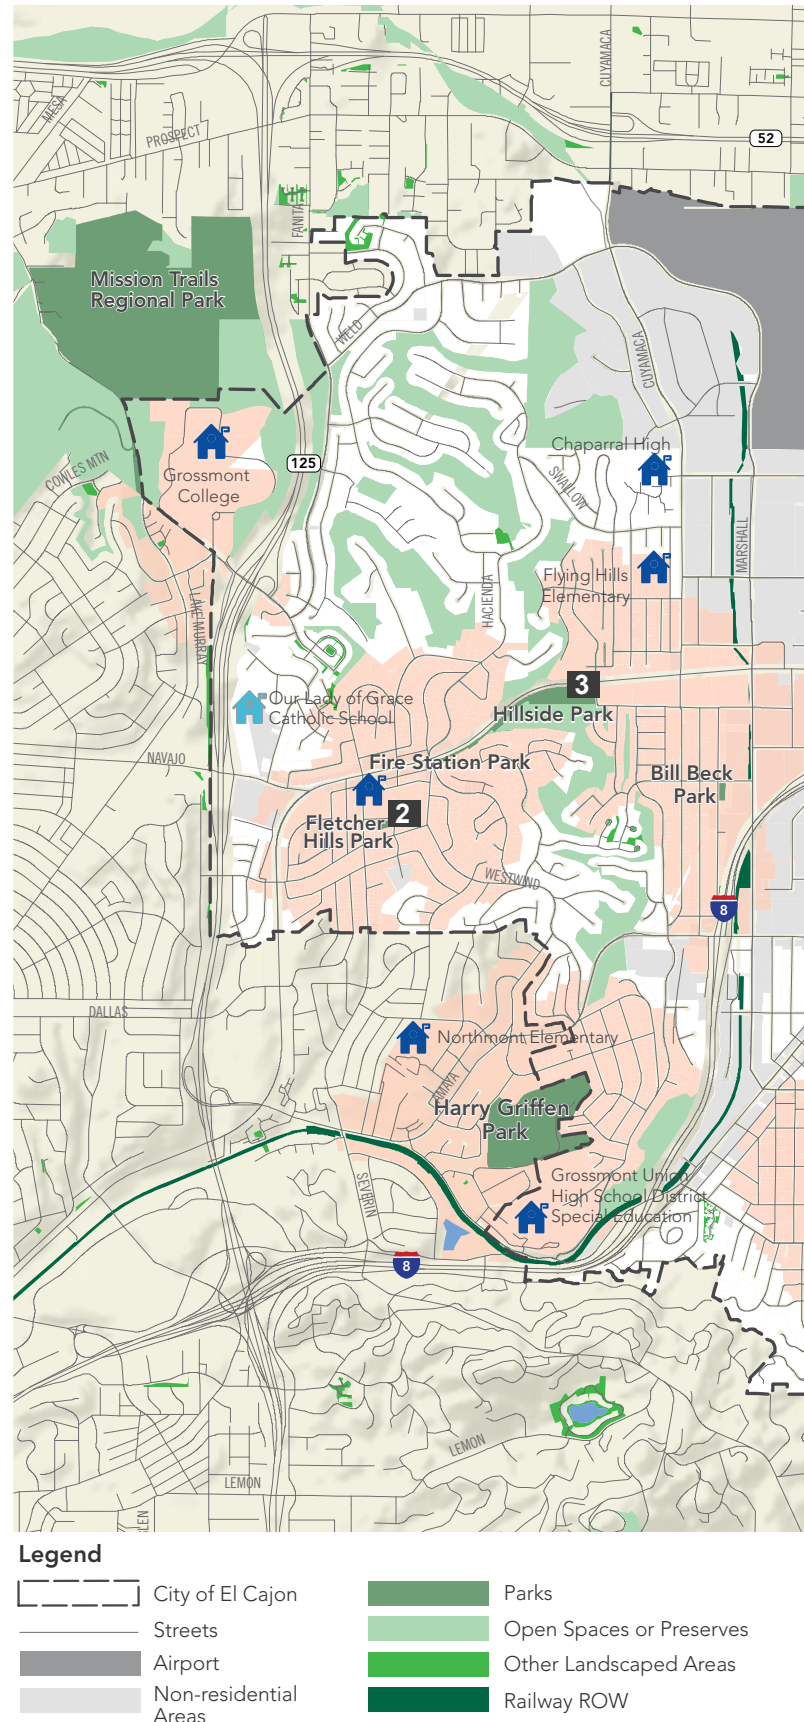 CUYAMACA
MESA
PROSPECT
52
FANITA
Mission Trails
Regional Park
WELD
CUYAMACA
Chaparral High
125
Grossmont
College
COWLES MTN
SWALLOW
MARSHALL
Flying Hills
Elementary
HACIENDA
LAKE MURRAY
3
Our Lady of Grace
Catholic School
Hillside Park
NAVAJO
Fire Station Park
Bill Beck
Park
2
Fletcher
Hills Park
WESTWIND
8
DALLAS
Northmont Elementary
AMAYA
Harry Griffen
Park
SEVERIN
Grossmont Union
High School District
Special Education
8
LEMON
LEMON
GLEN
Legend
City of El Cajon
Streets
Airport
Non-residential
Areas
Parks
Open Spaces or Preserves
Other Landscaped Areas
Railway ROW